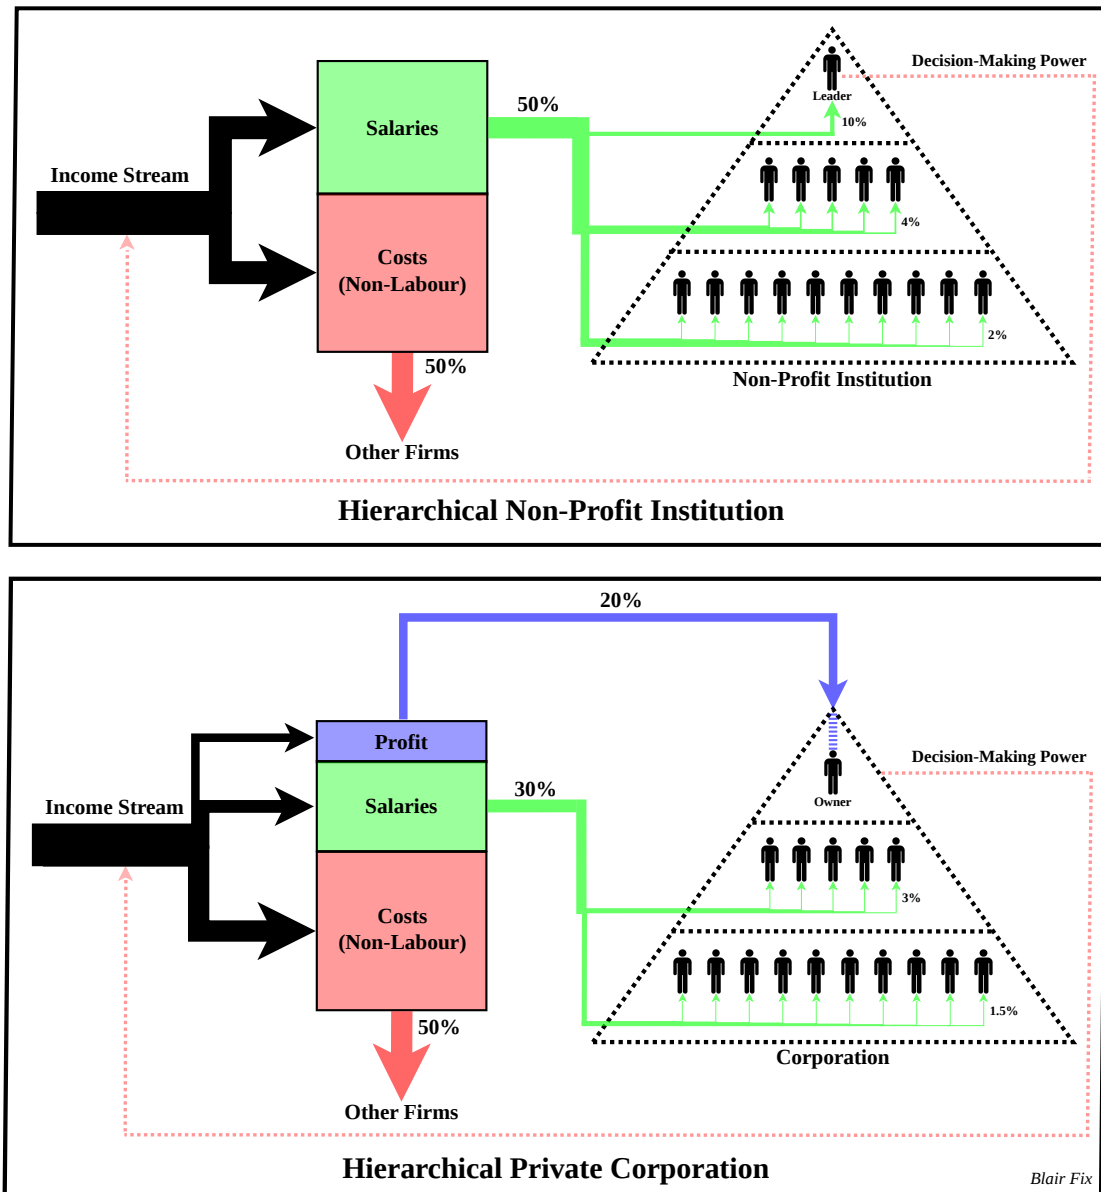 Decision-Making Power
50%
Leader
10%
Salaries
Income Stream
4%
Costs
(Non-Labour)
2%
50%
Non-Profit Institution
Other Firms
Hierarchical Non-Profit Institution
20%
Profit
Decision-Making Power
30%
Owner
Income Stream
Salaries
3%
Costs
(Non-Labour)
1.5%
50%
Corporation
Other Firms
Hierarchical Private Corporation
Blair Fix